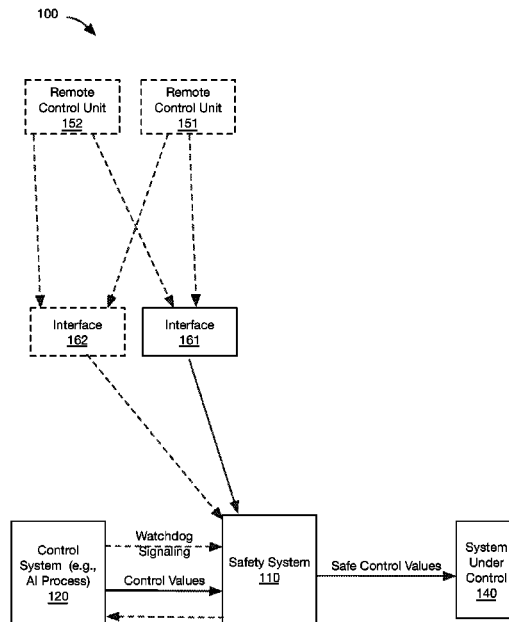 100
Remote
Control Unit
152
Remote
Control Unit
151
Interface
162
Interface
161
Control
System (e.g.,
AI Process)
120
Watchdog
Signaling
Control Values
Safety System
110
Safe Control Values
System
Under
Control
140